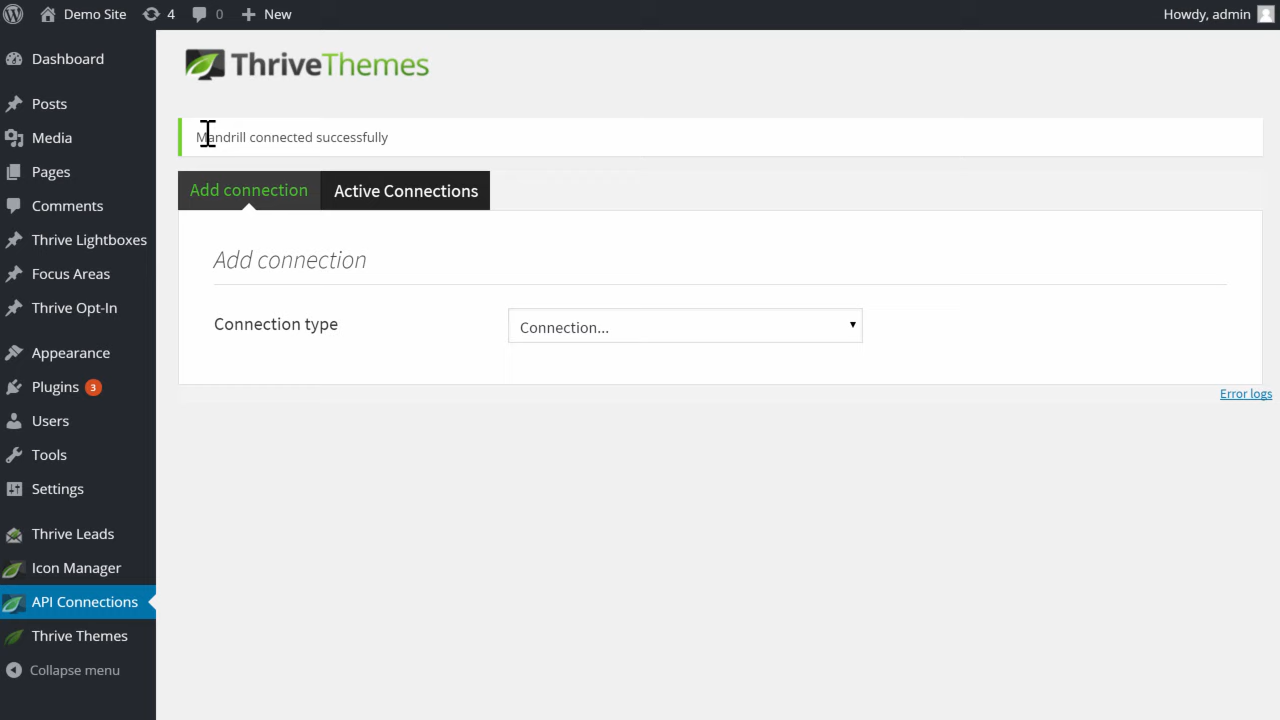 Demo Site 4 0 New Howdy, admin
Dashboard
Posts
Media
Pages
Comments
Thrive Lightboxes
Focus Areas
Thrive Opt-In
Appearance
Plugins 3
Users
Tools
Settings
Thrive Leads
Icon Manager
API Connections
Thrive Themes
Collapse menu
ThriveThemes
Mandrill connected successfully
Add connection Active Connections
Add connection
Connection type Connection...
Error logs